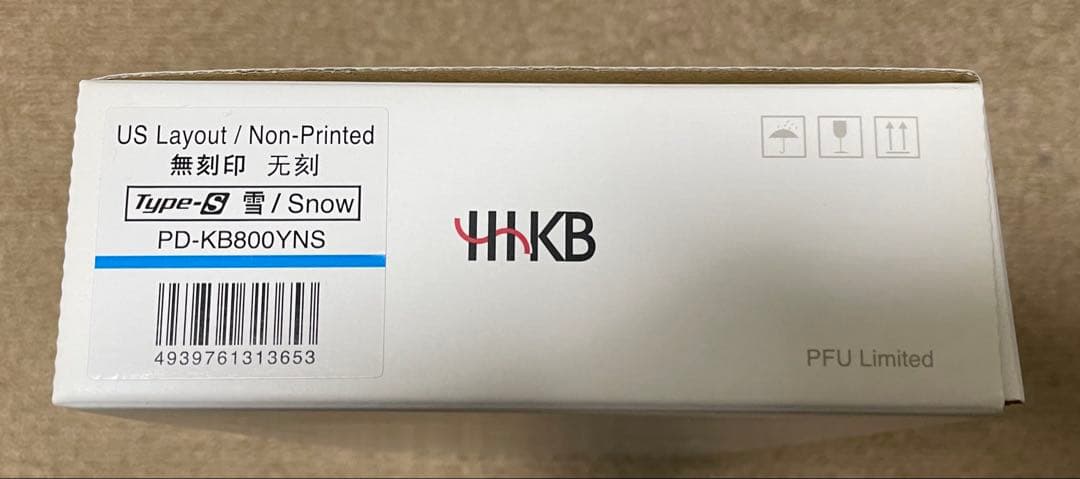 US Layout / Non-Printed
無刻印 无刻
Type-S 雪 / Snow
PD-KB800YNS
4939761313653
HHKB
PFU Limited